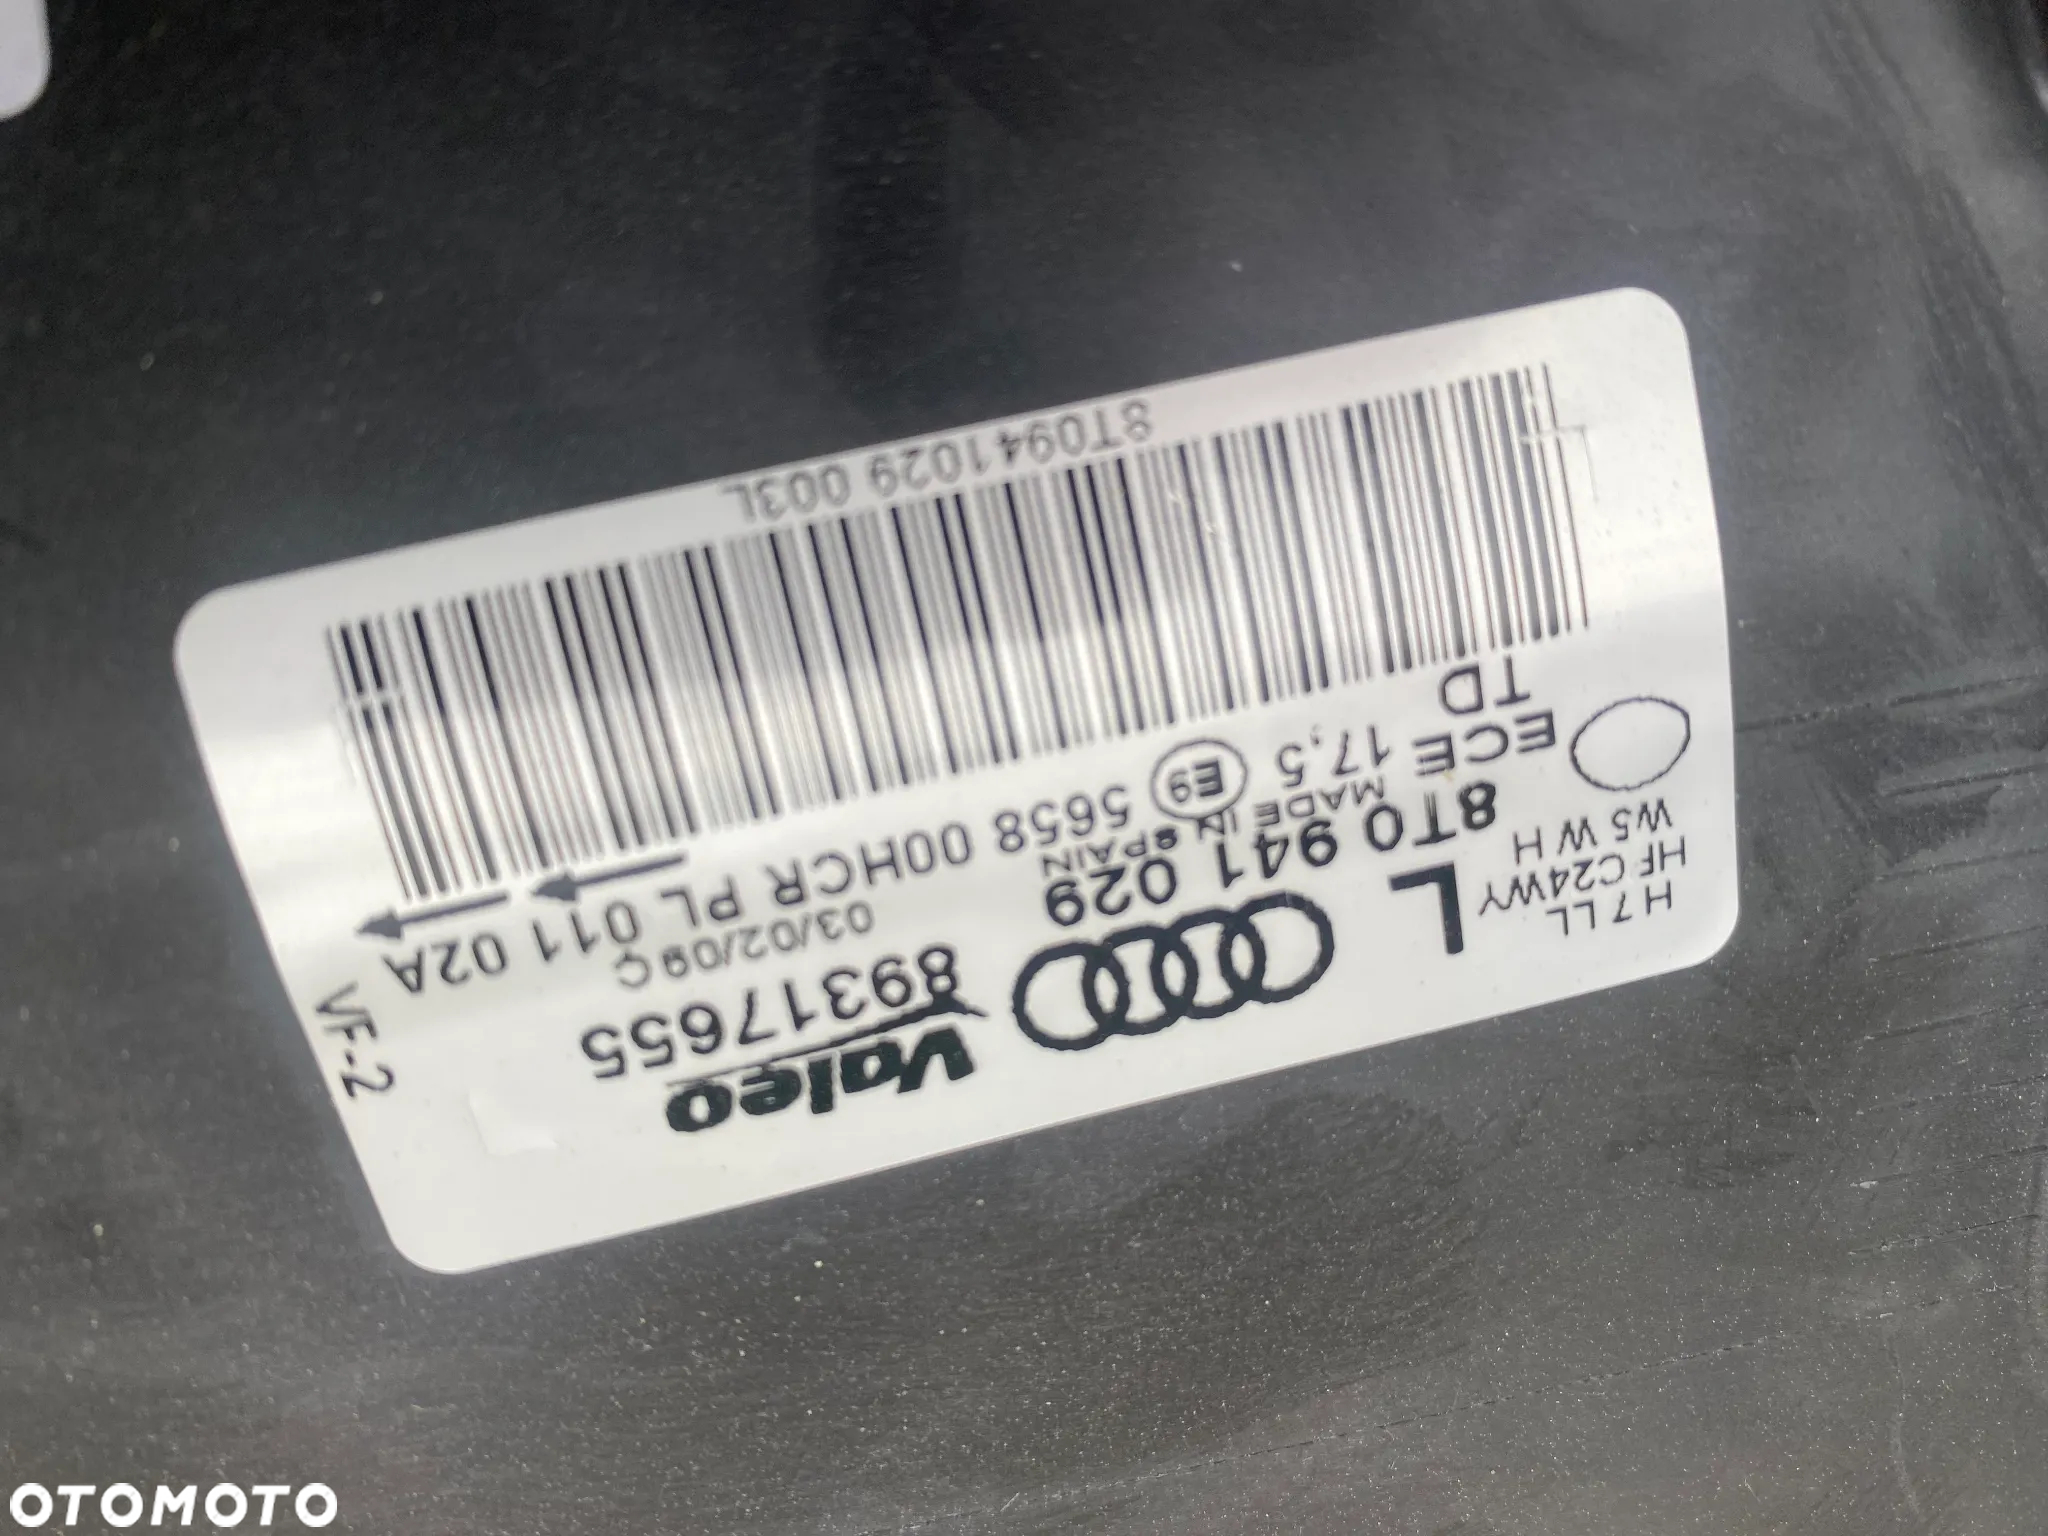 Valeo
89317655
03/02/09 C
L
8T0 941 029
MADE IN SPAIN
H7 LL
HF C24WY
W5 W H
ECE 17,5 E9 5658 00HCR PL 011 02A
TD
VF-2
8T0941029 003L
OTOMOTO